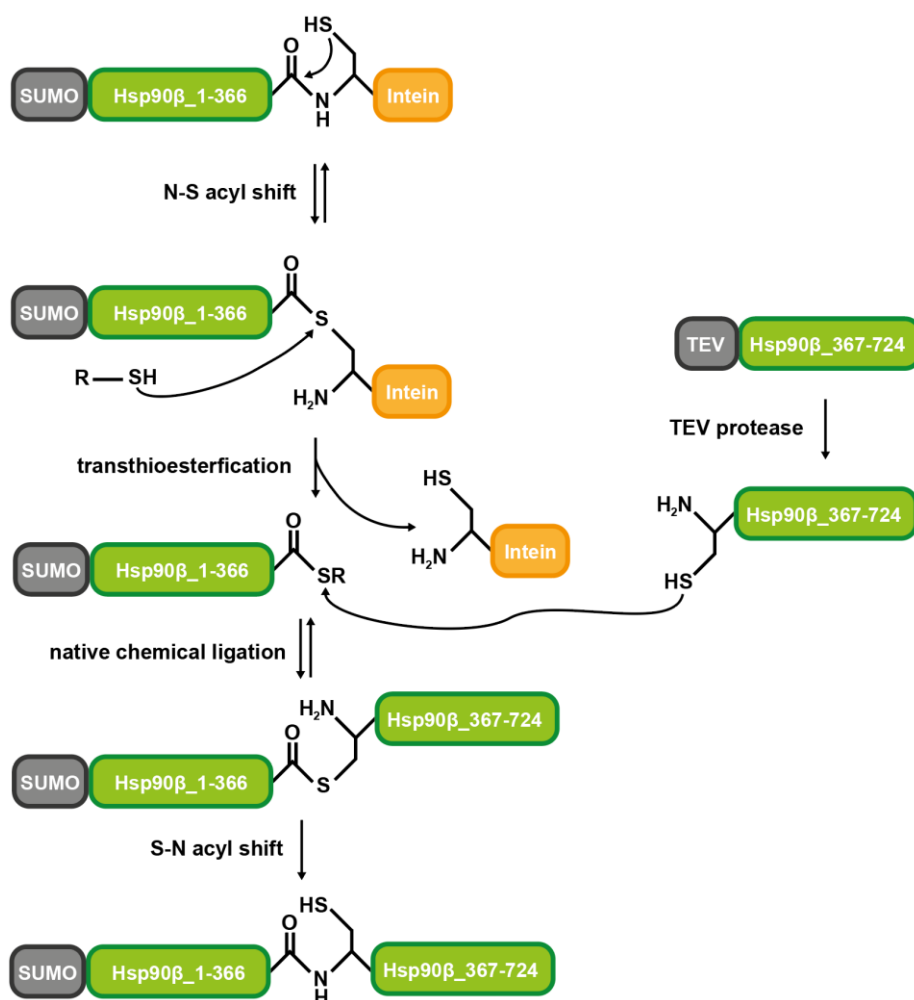 HS
O
SUMO Hsp90β_1-366 N Intein
H
N-S acyl shift
O
SUMO Hsp90β_1-366 S
TEV Hsp90β_367-724
R SH
H₂N Intein
TEV protease
transthioesterfication
HS
H₂N Hsp90β_367-724
O
H₂N Intein
SUMO Hsp90β_1-366 SR
HS
native chemical ligation
H₂N Hsp90β_367-724
O
SUMO Hsp90β_1-366 S
S-N acyl shift
HS
O
SUMO Hsp90β_1-366 N Hsp90β_367-724
H